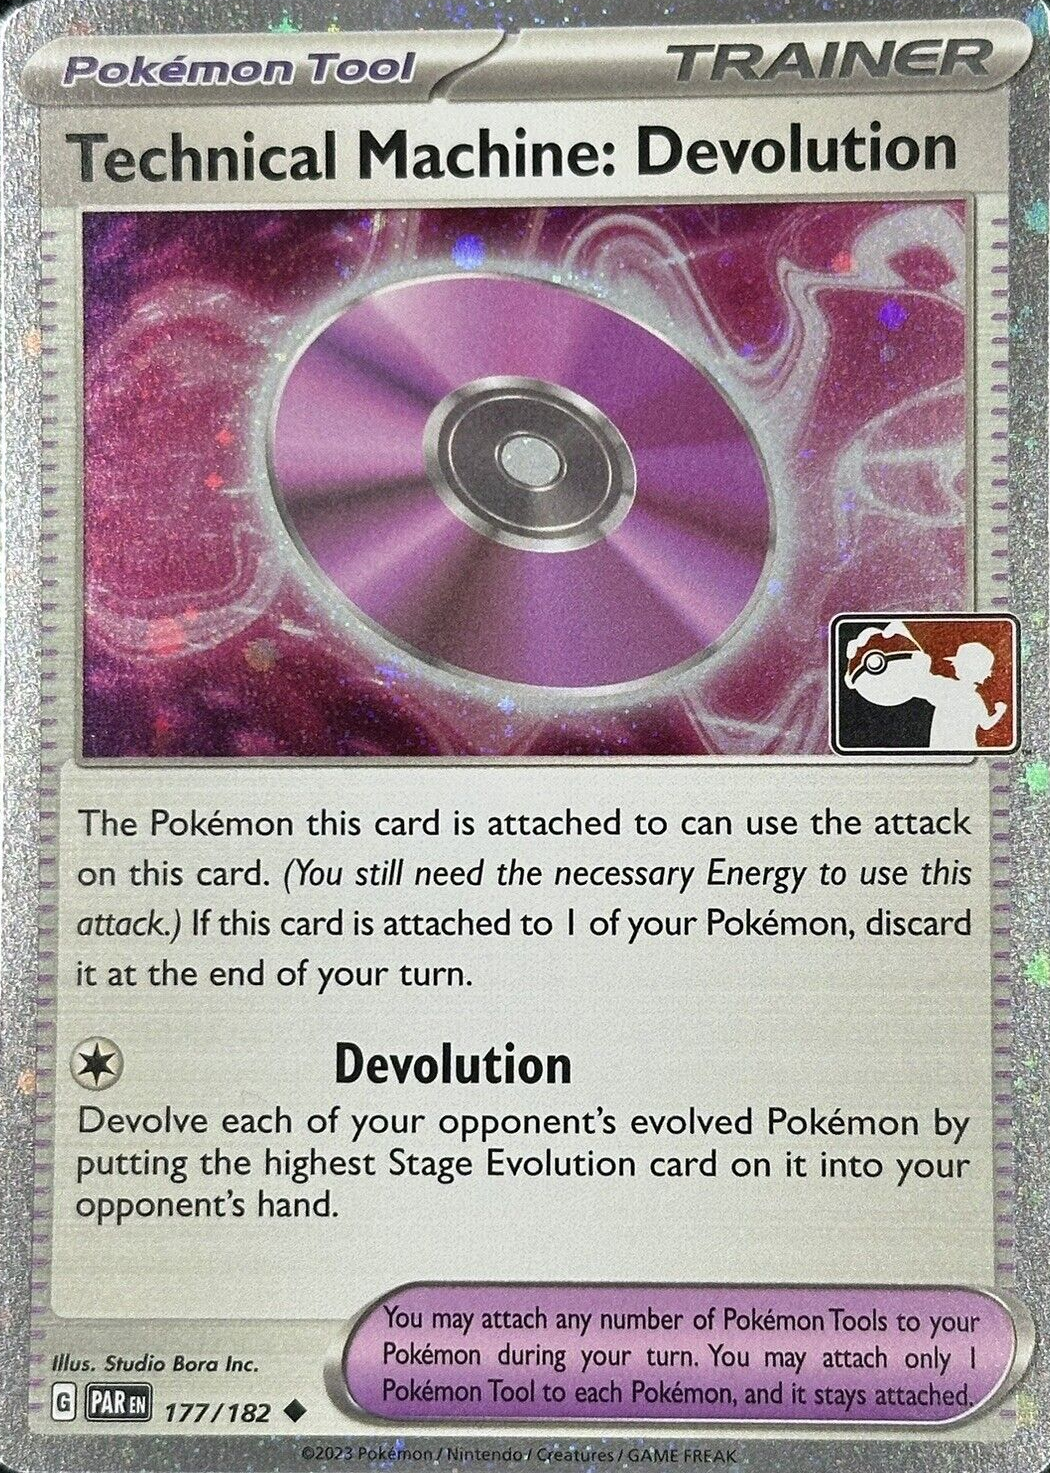 Pokémon Tool
TRAINER
Technical Machine: Devolution
The Pokémon this card is attached to can use the attack
on this card. (You still need the necessary Energy to use this
attack.) If this card is attached to 1 of your Pokémon, discard
it at the end of your turn.
Devolution
Devolve each of your opponent's evolved Pokémon by
putting the highest Stage Evolution card on it into your
opponent's hand.
You may attach any number of Pokémon Tools to your
Pokémon during your turn. You may attach only 1
Pokémon Tool to each Pokémon, and it stays attached.
Illus. Studio Bora Inc.
G PAR EN 177/182
©2023 Pokémon / Nintendo / Creatures / GAME FREAK